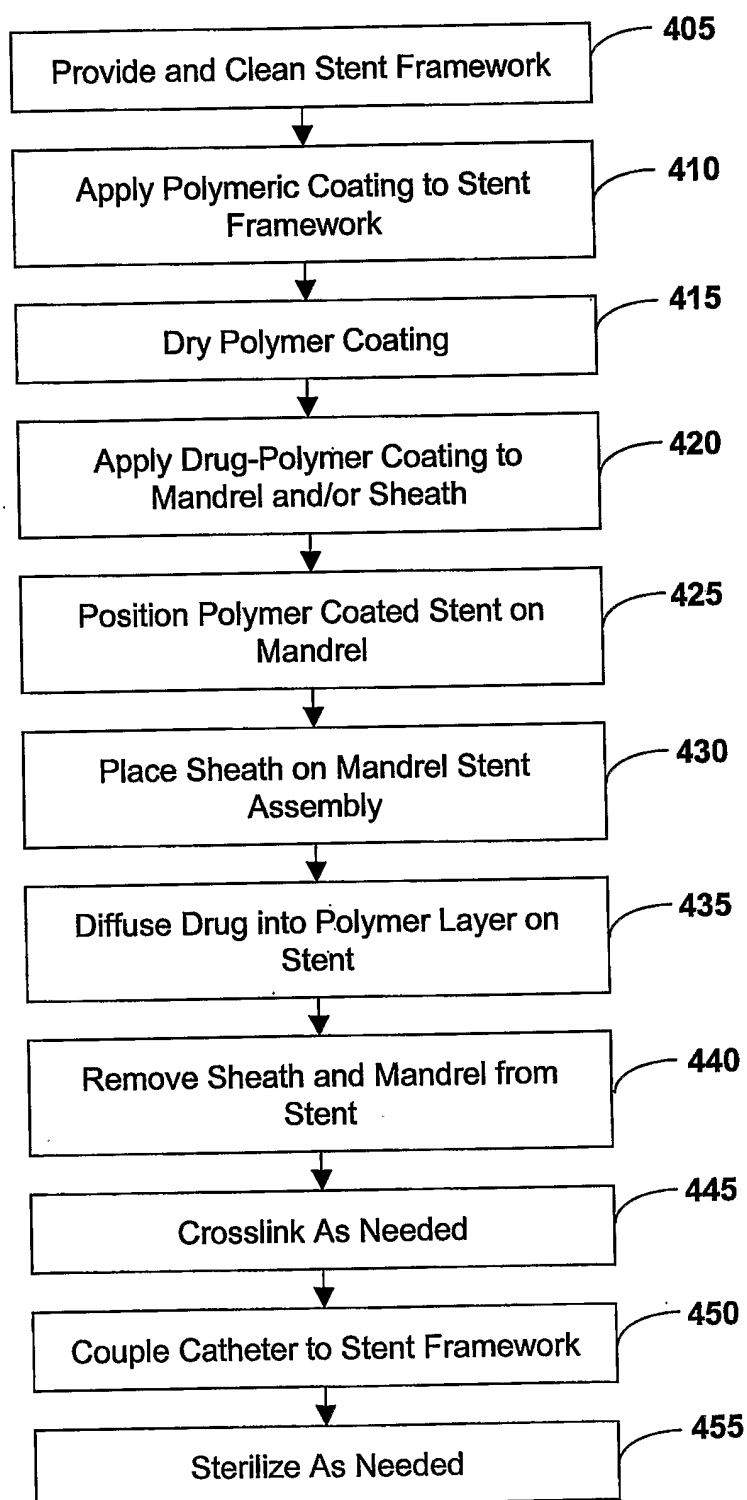 405
Provide and Clean Stent Framework
410
Apply Polymeric Coating to Stent
Framework
415
Dry Polymer Coating
420
Apply Drug-Polymer Coating to
Mandrel and/or Sheath
425
Position Polymer Coated Stent on
Mandrel
430
Place Sheath on Mandrel Stent
Assembly
435
Diffuse Drug into Polymer Layer on
Stent
440
Remove Sheath and Mandrel from
Stent
445
Crosslink As Needed
450
Couple Catheter to Stent Framework
455
Sterilize As Needed